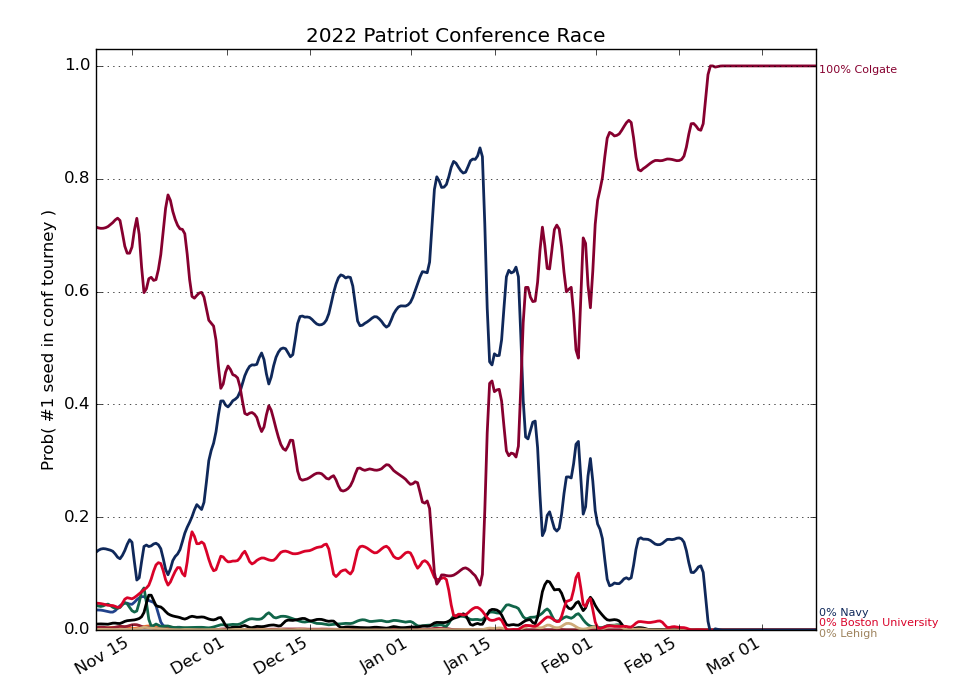 2022 Patriot Conference Race
Prob( #1 seed in conf tourney )
1.0
0.8
0.6
0.4
0.2
0.0
Nov 15
Dec 01
Dec 15
Jan 01
Jan 15
Feb 01
Feb 15
Mar 01
100% Colgate
0% Navy
0% Boston University
0% Lehigh